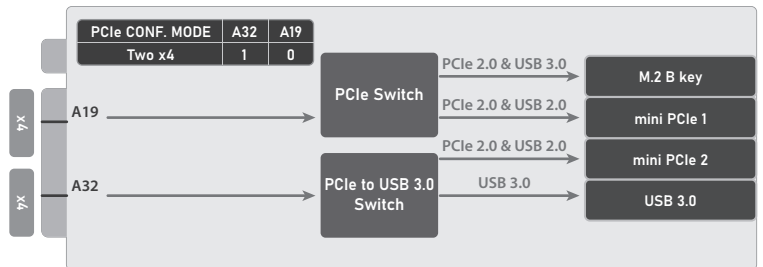 PCIe CONF. MODE A32 A19
Two x4 1 0
PCIe 2.0 & USB 3.0
M.2 B key
PCIe Switch
PCIe 2.0 & USB 2.0
mini PCIe 1
x4
A19
PCIe 2.0 & USB 2.0
mini PCIe 2
x4
A32
PCIe to USB 3.0
Switch
USB 3.0
USB 3.0